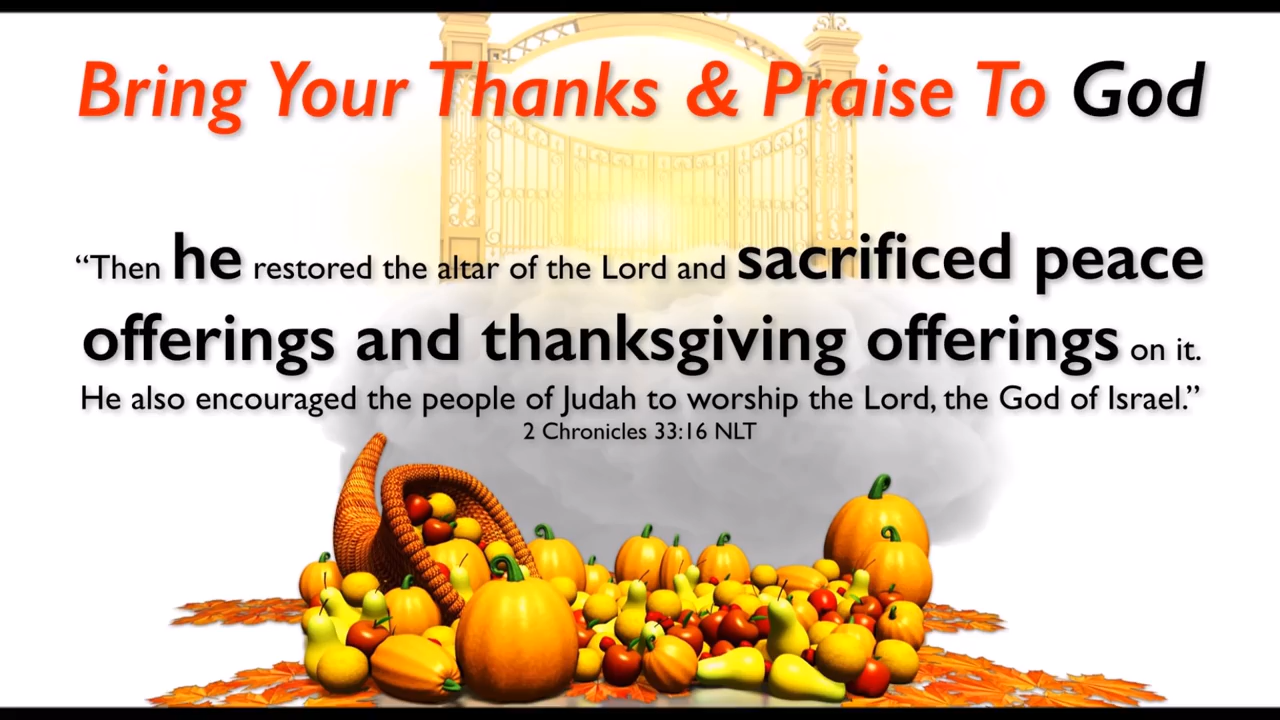 Bring Your Thanks & Praise To God
“Then he restored the altar of the Lord and sacrificed peace
offerings and thanksgiving offerings on it.
He also encouraged the people of Judah to worship the Lord, the God of Israel.”
2 Chronicles 33:16 NLT